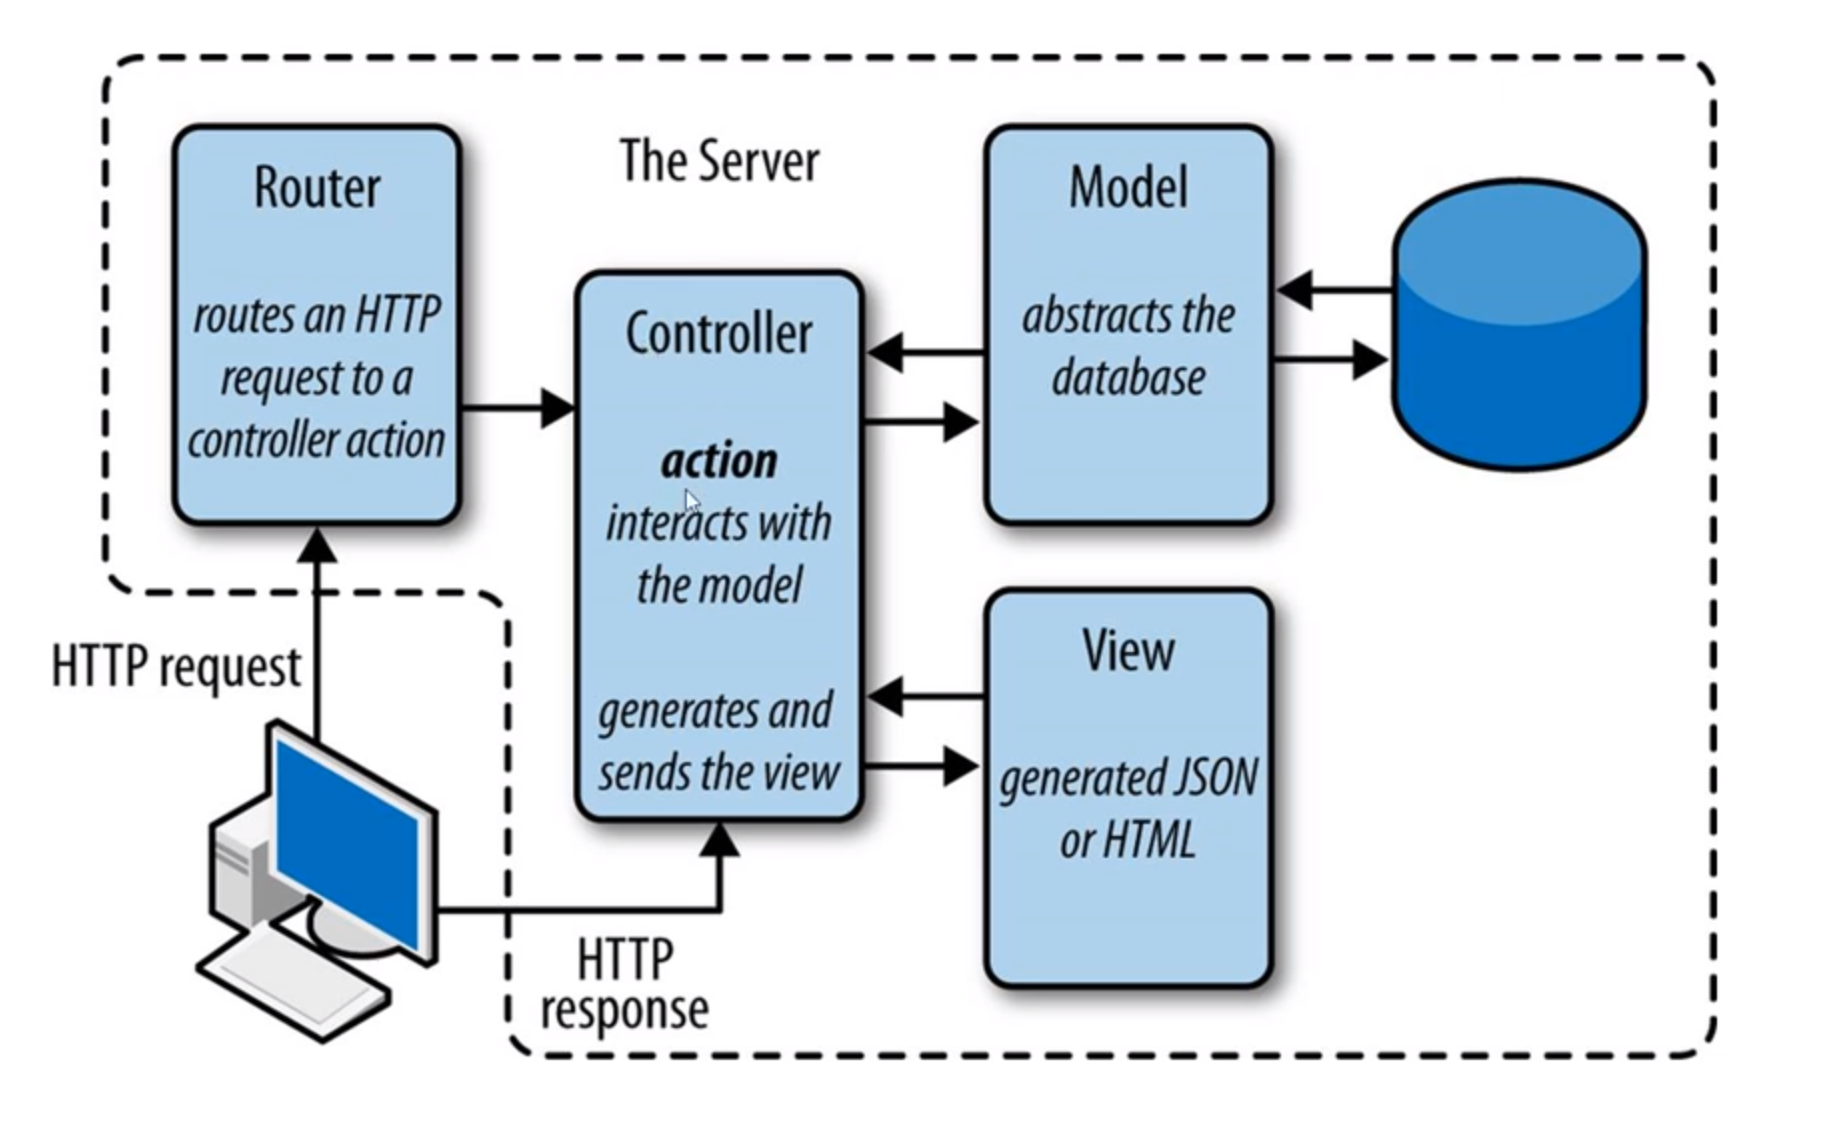 The Server
Router
routes an HTTP
request to a
controller action
Controller
action
interacts with
the model
generates and
sends the view
Model
abstracts the
database
View
generated JSON
or HTML
HTTP request
HTTP
response